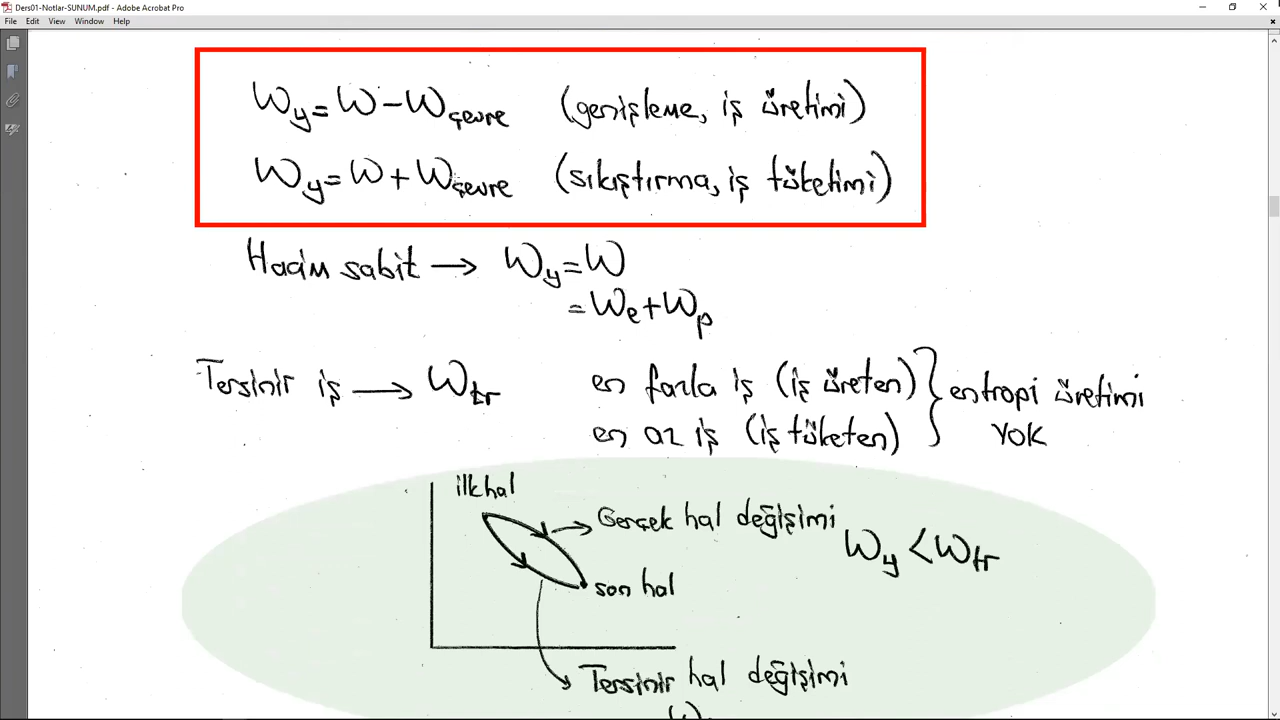 Ders01-Notlar-SUNUM.pdf - Adobe Acrobat Pro
File Edit View Window Help
Wy = W - Wçevre (genişleme, iş üretimi)
Wy = W + Wçevre (sıkıştırma, iş tüketimi)
Hacim sabit → Wy = W
= We + Wp
Tersinir iş → Wtr en fazla iş (iş üreten) } entropi üretimi
en az iş (iş tüketen) YOK
ilk hal
Gerçek hal değişimi
Wy < Wtr
son hal
Tersinir hal değişimi